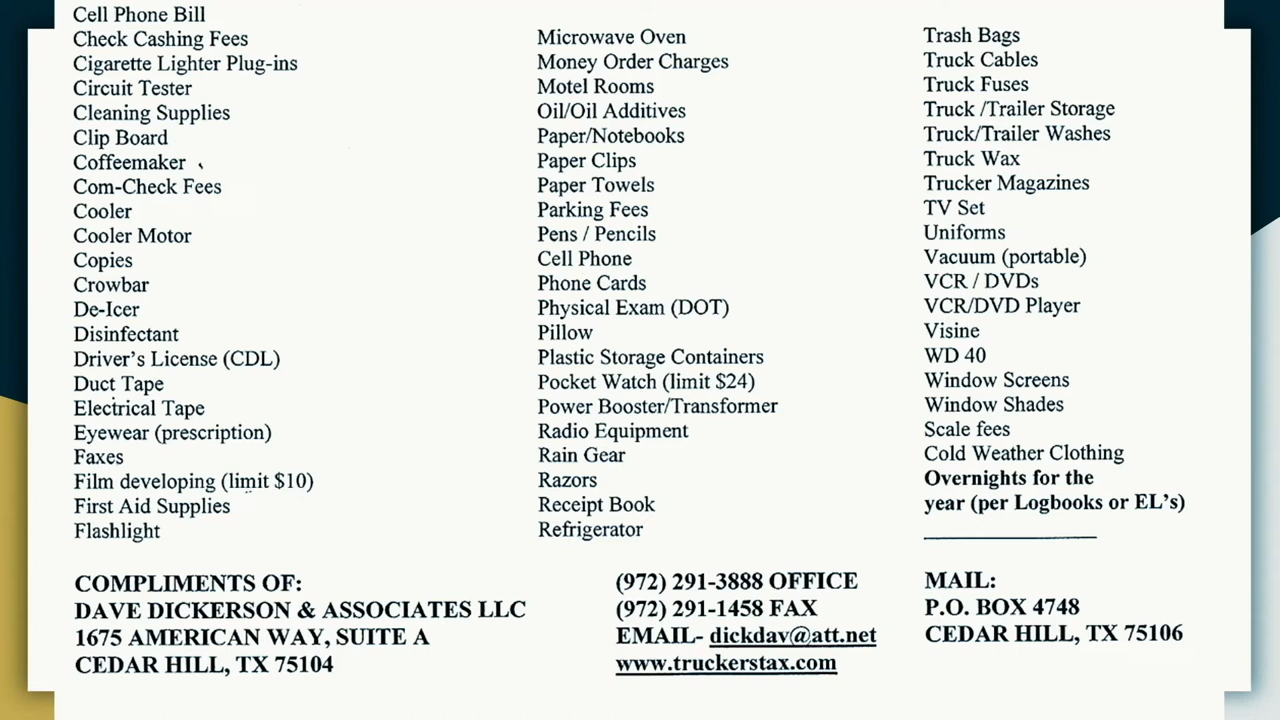 Cell Phone Bill
Check Cashing Fees
Cigarette Lighter Plug-ins
Circuit Tester
Cleaning Supplies
Clip Board
Coffeemaker
Com-Check Fees
Cooler
Cooler Motor
Copies
Crowbar
De-Icer
Disinfectant
Driver's License (CDL)
Duct Tape
Electrical Tape
Eyewear (prescription)
Faxes
Film developing (limit $10)
First Aid Supplies
Flashlight
Microwave Oven
Money Order Charges
Motel Rooms
Oil/Oil Additives
Paper/Notebooks
Paper Clips
Paper Towels
Parking Fees
Pens / Pencils
Cell Phone
Phone Cards
Physical Exam (DOT)
Pillow
Plastic Storage Containers
Pocket Watch (limit $24)
Power Booster/Transformer
Radio Equipment
Rain Gear
Razors
Receipt Book
Refrigerator
Trash Bags
Truck Cables
Truck Fuses
Truck /Trailer Storage
Truck/Trailer Washes
Truck Wax
Trucker Magazines
TV Set
Uniforms
Vacuum (portable)
VCR / DVDs
VCR/DVD Player
Visine
WD 40
Window Screens
Window Shades
Scale fees
Cold Weather Clothing
Overnights for the
year (per Logbooks or EL's)
COMPLIMENTS OF:
DAVE DICKERSON & ASSOCIATES LLC
1675 AMERICAN WAY, SUITE A
CEDAR HILL, TX 75104
(972) 291-3888 OFFICE
(972) 291-1458 FAX
EMAIL- dickdav@att.net
www.truckerstax.com
MAIL:
P.O. BOX 4748
CEDAR HILL, TX 75106